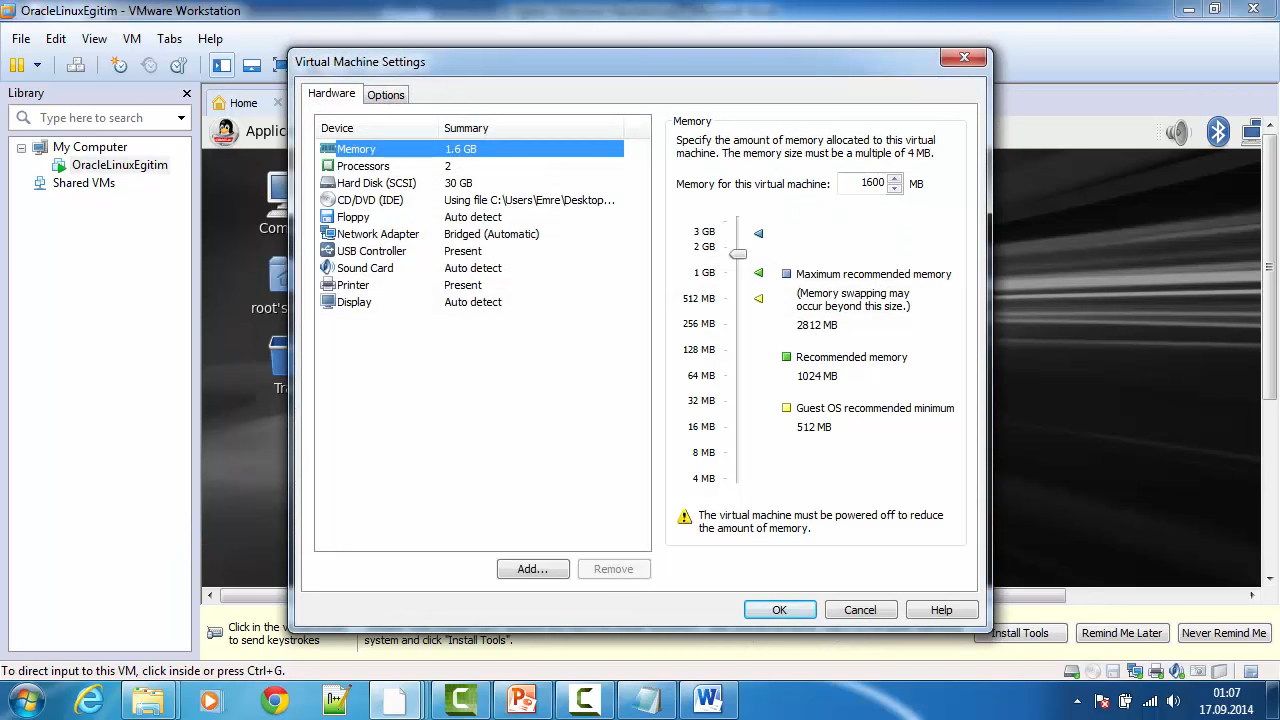 OracleLinuxEgitim - VMware Workstation
File Edit View VM Tabs Help
Library
Type here to search
My Computer
OracleLinuxEgitim
Shared VMs
Home
Applic
Com
root's
Tra
Virtual Machine Settings
Hardware Options
Device Summary
Memory 1.6 GB
Processors 2
Hard Disk (SCSI) 30 GB
CD/DVD (IDE) Using file C:\Users\Emre\Desktop...
Floppy Auto detect
Network Adapter Bridged (Automatic)
USB Controller Present
Sound Card Auto detect
Printer Present
Display Auto detect
Add... Remove
Memory
Specify the amount of memory allocated to this virtual
machine. The memory size must be a multiple of 4 MB.
Memory for this virtual machine: 1600 MB
3 GB
2 GB
1 GB
512 MB
256 MB
128 MB
64 MB
32 MB
16 MB
8 MB
4 MB
Maximum recommended memory
(Memory swapping may
occur beyond this size.)
2812 MB
Recommended memory
1024 MB
Guest OS recommended minimum
512 MB
The virtual machine must be powered off to reduce
the amount of memory.
OK Cancel Help
Click in the v
to send keystrokes
system and click "Install Tools".
Install Tools Remind Me Later Never Remind Me
To direct input to this VM, click inside or press Ctrl+G.
01:07
17.09.2014